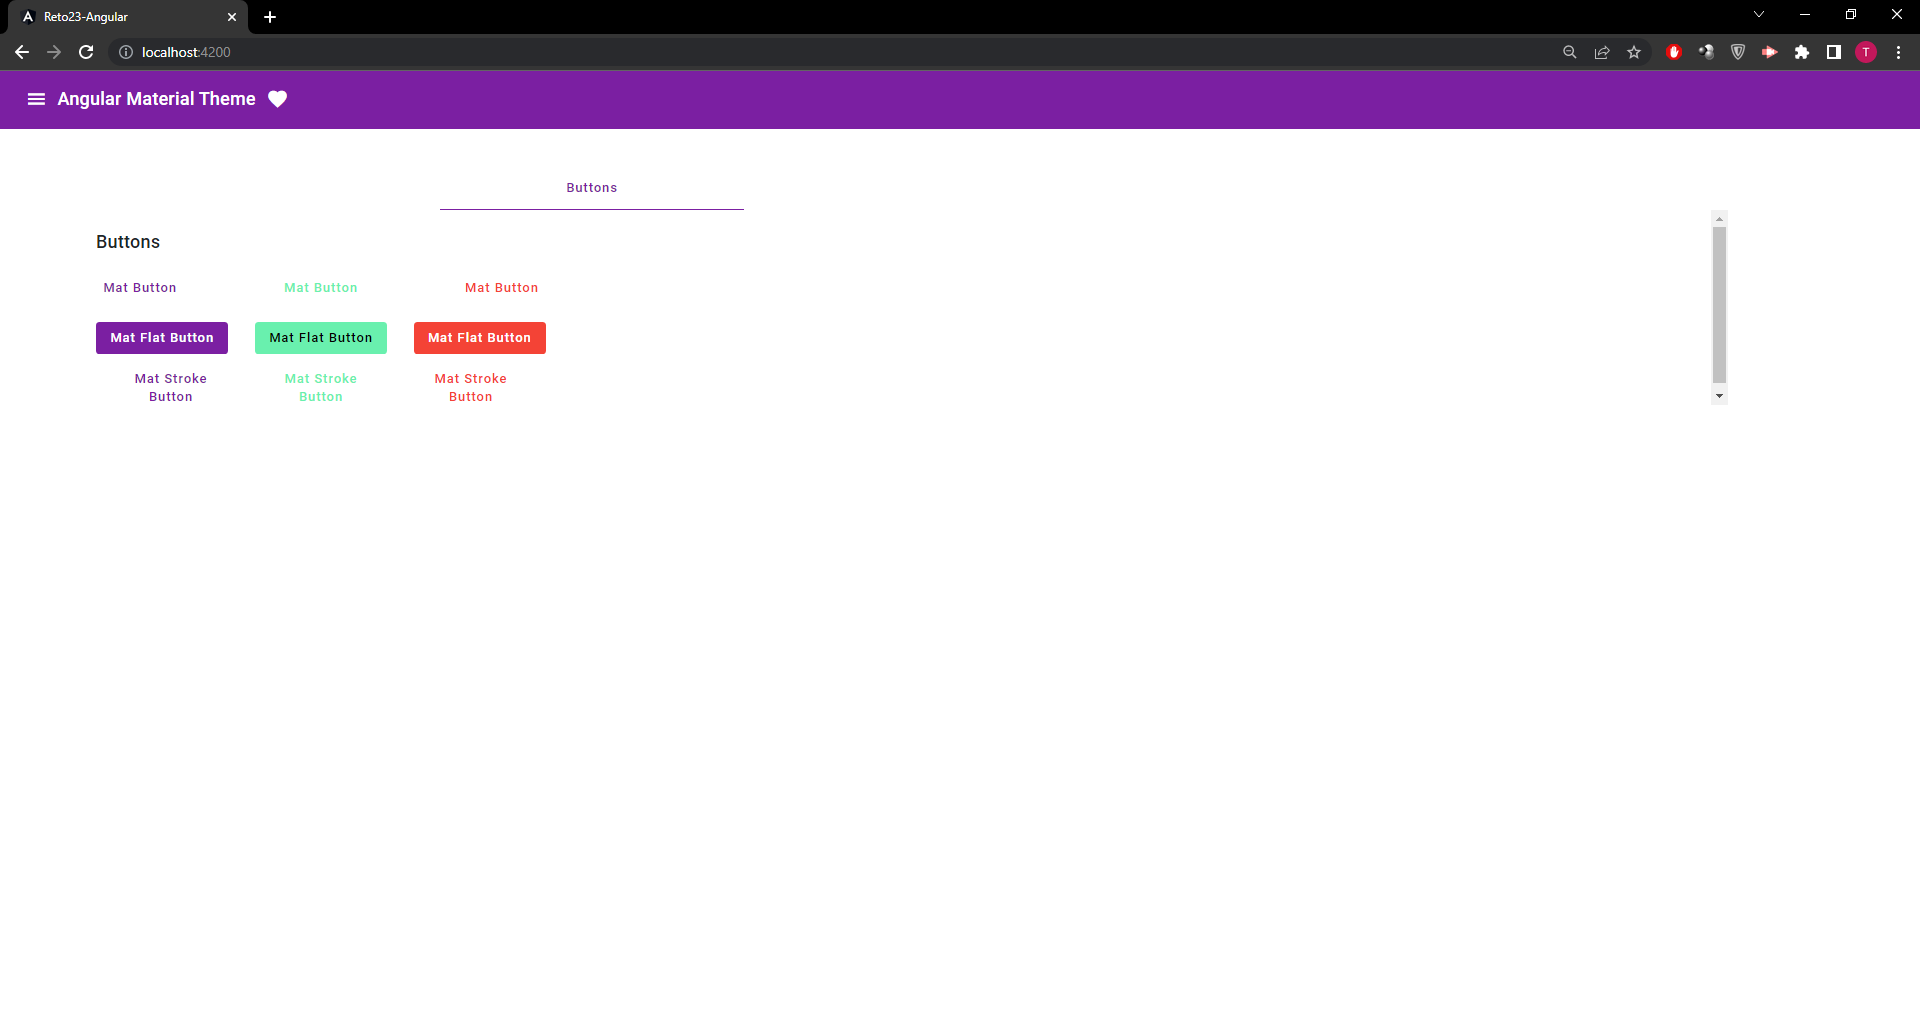 Reto23-Angular
localhost:4200
T
Angular Material Theme
Buttons
Buttons
Mat Button Mat Button Mat Button
Mat Flat Button Mat Flat Button Mat Flat Button
Mat Stroke Mat Stroke Mat Stroke
Button Button Button